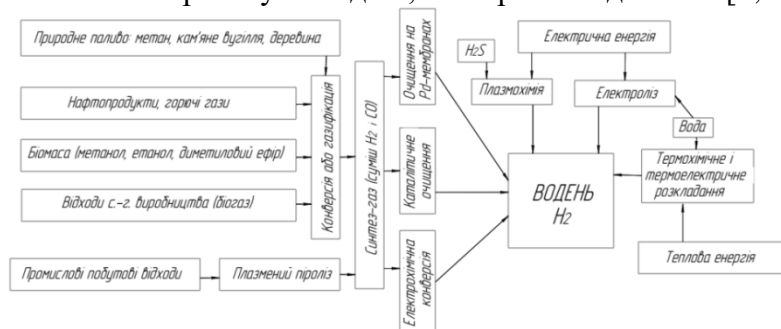 Природне паливо: метан, кам'яне вугілля, деревина
Нафтопродукти, горючі гази
Біомаса (метанол, етанол, диметиловий ефір)
Відходи с.-г. виробництва (біогаз)
Промислові побутові відходи
Плазмений піроліз
Конверсія або газифікація
Синтез-газ (суміш H2 і CO)
Очищення на
Pd-мембранах
Каталітичне
очищення
Електрохімічна
конверсія
H2S
Плазмохімія
Електрична енергія
Електроліз
Вода
ВОДЕНЬ
H2
Термохімічне і
термоелектричне
розкладання
Теплова енергія